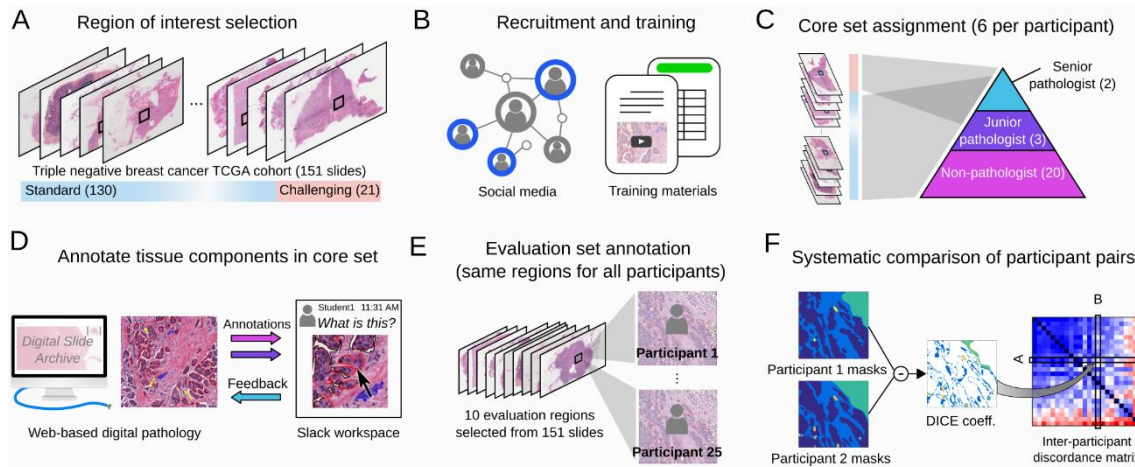 A
Region of interest selection
Triple negative breast cancer TCGA cohort (151 slides)
Standard (130)
Challenging (21)
B
Recruitment and training
Social media
Training materials
C
Core set assignment (6 per participant)
Senior
pathologist (2)
Junior
pathologist (3)
Non-pathologist (20)
D
Annotate tissue components in core set
Digital Slide
Archive
Annotations
Feedback
Student1 11:31 AM
What is this?
Web-based digital pathology
Slack workspace
E
Evaluation set annotation
(same regions for all participants)
Participant 1
Participant 25
10 evaluation regions
selected from 151 slides
F
Systematic comparison of participant pairs
Participant 1 masks
Participant 2 masks
DICE coeff.
B
A
Inter-participant
discordance matrix